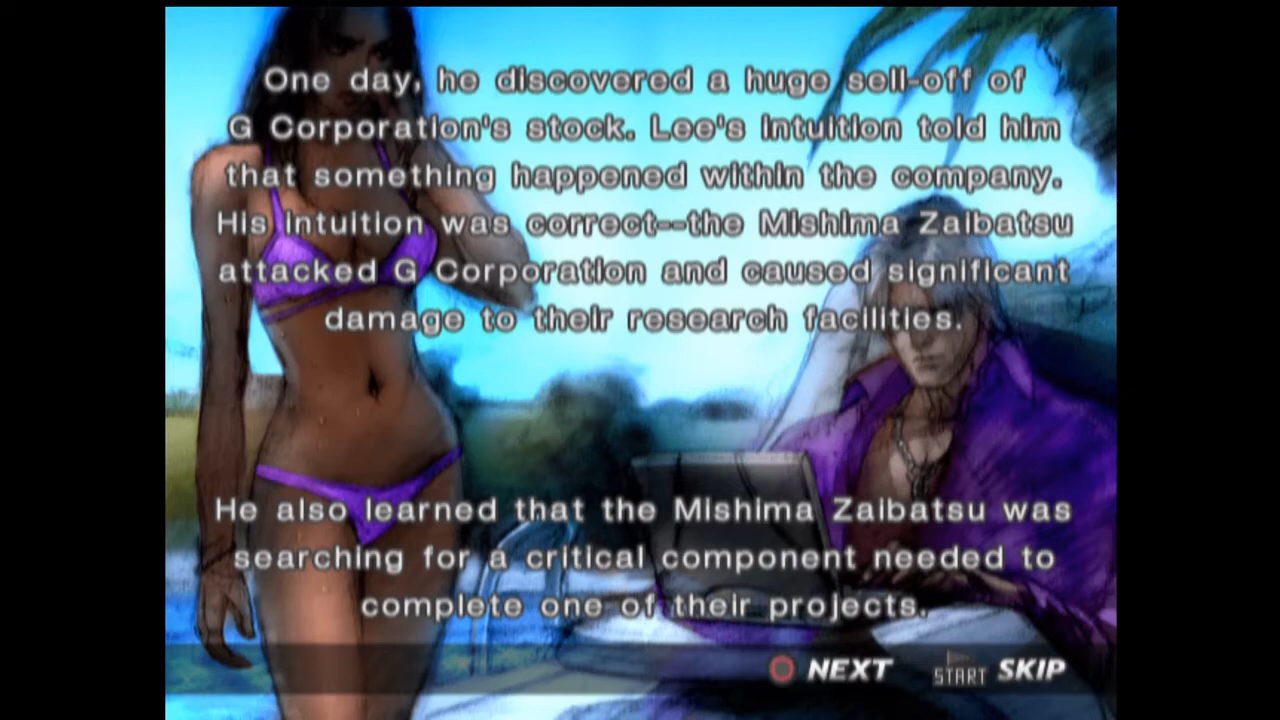 One day, he discovered a huge sell-off of
G Corporation's stock. Lee's intuition told him
that something happened within the company.
His intuition was correct--the Mishima Zaibatsu
attacked G Corporation and caused significant
damage to their research facilities.
He also learned that the Mishima Zaibatsu was
searching for a critical component needed to
complete one of their projects.
NEXT START SKIP